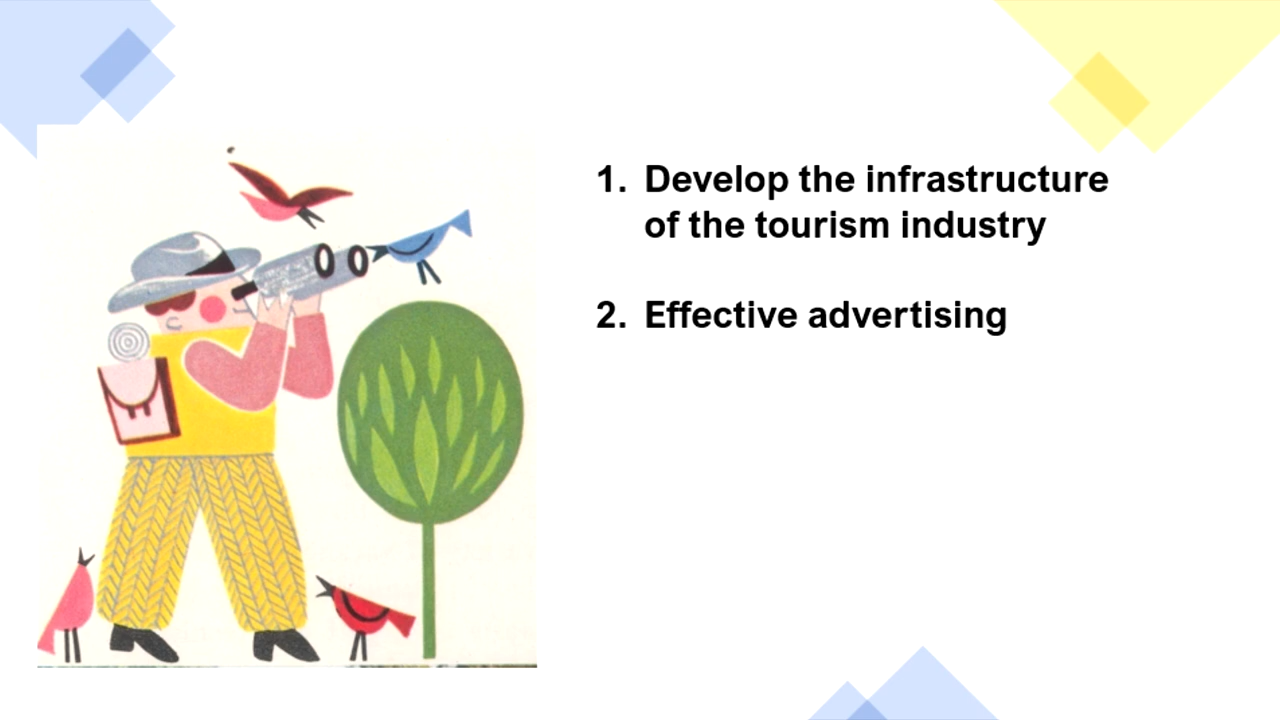 1. Develop the infrastructure
of the tourism industry
2. Effective advertising